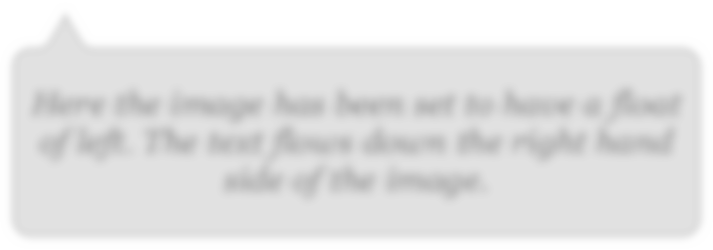 Here the image has been set to have a float
of left. The text flows down the right hand
side of the image.